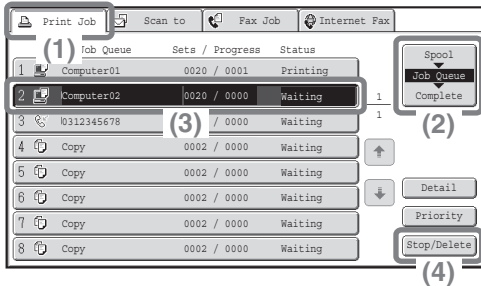 Print Job Scan to Fax Job Internet Fax
(1) Job Queue Sets / Progress Status
1 Computer01 0020 / 0001 Printing
2 Computer02 0020 / 0000 Waiting
3 0312345678 (3) / 0000 Waiting
4 Copy 0002 / 0000 Waiting
5 Copy 0002 / 0000 Waiting
6 Copy 0002 / 0000 Waiting
7 Copy 0002 / 0000 Waiting
8 Copy 0002 / 0000 Waiting
1
1
Spool
Job Queue
Complete
(2)
Detail
Priority
Stop/Delete
(4)